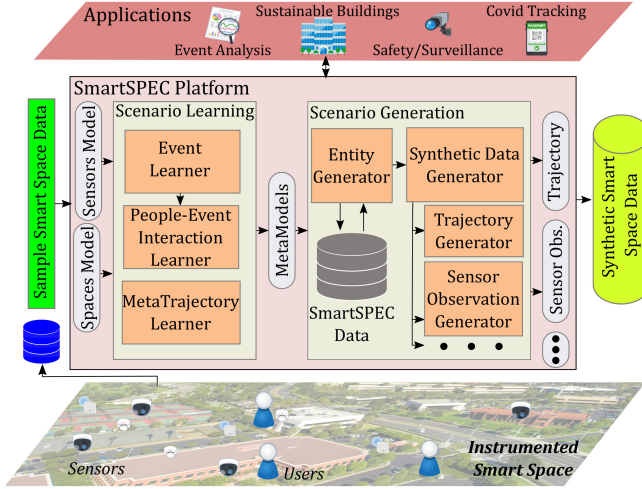 Applications
Sustainable Buildings
Covid Tracking
PASSPORT
Event Analysis
Safety/Surveillance
SmartSPEC Platform
Sample Smart Space Data
Sensors Model
Spaces Model
Scenario Learning
Event
Learner
People-Event
Interaction
Learner
MetaTrajectory
Learner
MetaModels
Scenario Generation
Entity
Generator
Synthetic Data
Generator
Trajectory
Generator
Sensor
Observation
Generator
SmartSPEC
Data
Trajectory
Sensor Obs.
Synthetic Smart
Space Data
Sensors
Users
Instrumented
Smart Space